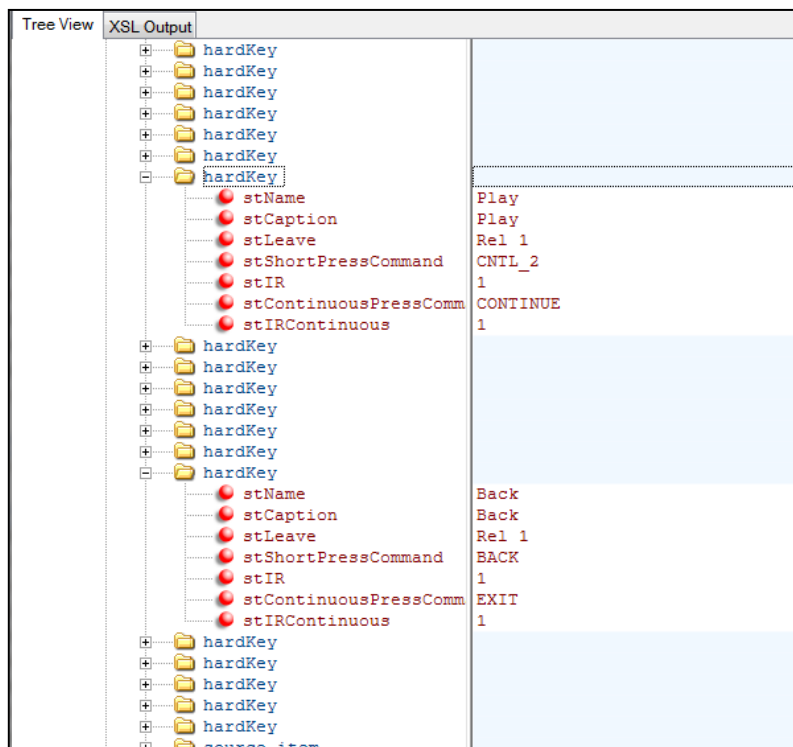 Tree View XSL Output
hardKey
hardKey
hardKey
hardKey
hardKey
hardKey
hardKey
stName Play
stCaption Play
stLeave Rel 1
stShortPressCommand CNTL_2
stIR 1
stContinuousPressComm CONTINUE
stIRContinuous 1
hardKey
hardKey
hardKey
hardKey
hardKey
hardKey
hardKey
stName Back
stCaption Back
stLeave Rel 1
stShortPressCommand BACK
stIR 1
stContinuousPressComm EXIT
stIRContinuous 1
hardKey
hardKey
hardKey
hardKey
hardKey